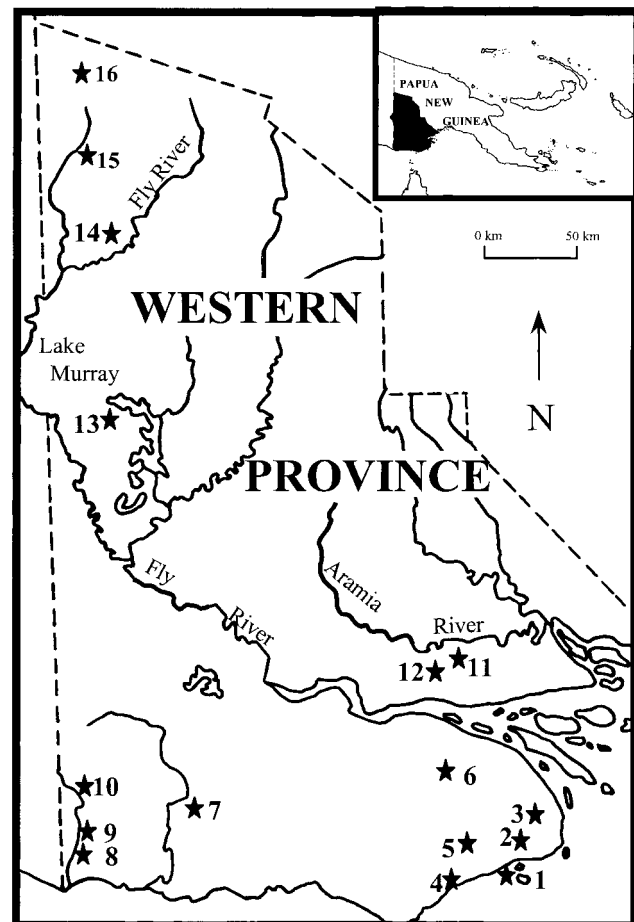 PAPUA
NEW
GUINEA
16
15
Fly River
14
0 km 50 km
WESTERN
Lake
Murray
13
N
PROVINCE
Fly
River
Aramia
River
12
11
10
9
8
7
6
3
2
5
4
1